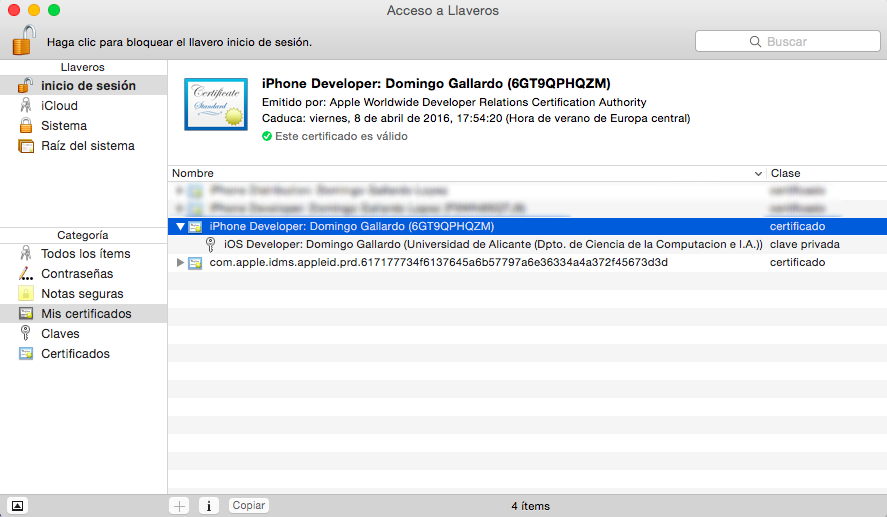 Acceso a Llaveros
Haga clic para bloquear el llavero inicio de sesión.
Buscar
Llaveros
inicio de sesión
iCloud
Sistema
Raíz del sistema
Categoría
Todos los ítems
Contraseñas
Notas seguras
Mis certificados
Claves
Certificados
Certificate
Standard
iPhone Developer: Domingo Gallardo (6GT9QPHQZM)
Emitido por: Apple Worldwide Developer Relations Certification Authority
Caduca: viernes, 8 de abril de 2016, 17:54:20 (Hora de verano de Europa central)
Este certificado es válido
Nombre Clase
iPhone Developer: Domingo Gallardo (6GT9QPHQZM) certificado
iOS Developer: Domingo Gallardo (Universidad de Alicante (Dpto. de Ciencia de la Computacion e I.A.)) clave privada
com.apple.idms.appleid.prd.617177734f6137645a6b57797a6e36334a4a372f45673d3d certificado
Copiar
4 ítems